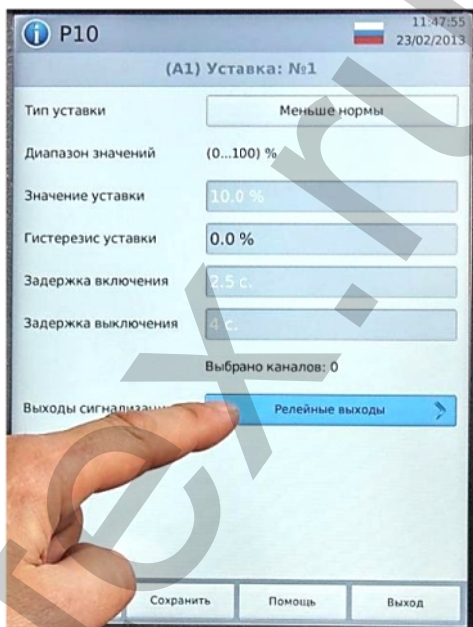 P10
11:47:55
23/02/2013
(A1) Уставка: №1
Тип уставки Меньше нормы
Диапазон значений (0...100) %
Значение уставки 10.0 %
Гистерезис уставки 0.0 %
Задержка включения 2.5 с.
Задержка выключения 4 с.
Выбрано каналов: 0
Выходы Релейные выходы
Сохранить Помощь Выход